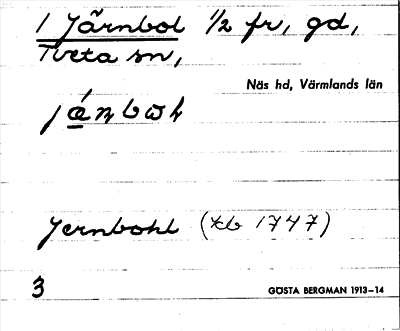 1 Järnbol 1/2 fr, gd,
Tveta sn,
Näs hd, Värmlands län
Jernbohl (kb 1747)
3
GÖSTA BERGMAN 1913–14